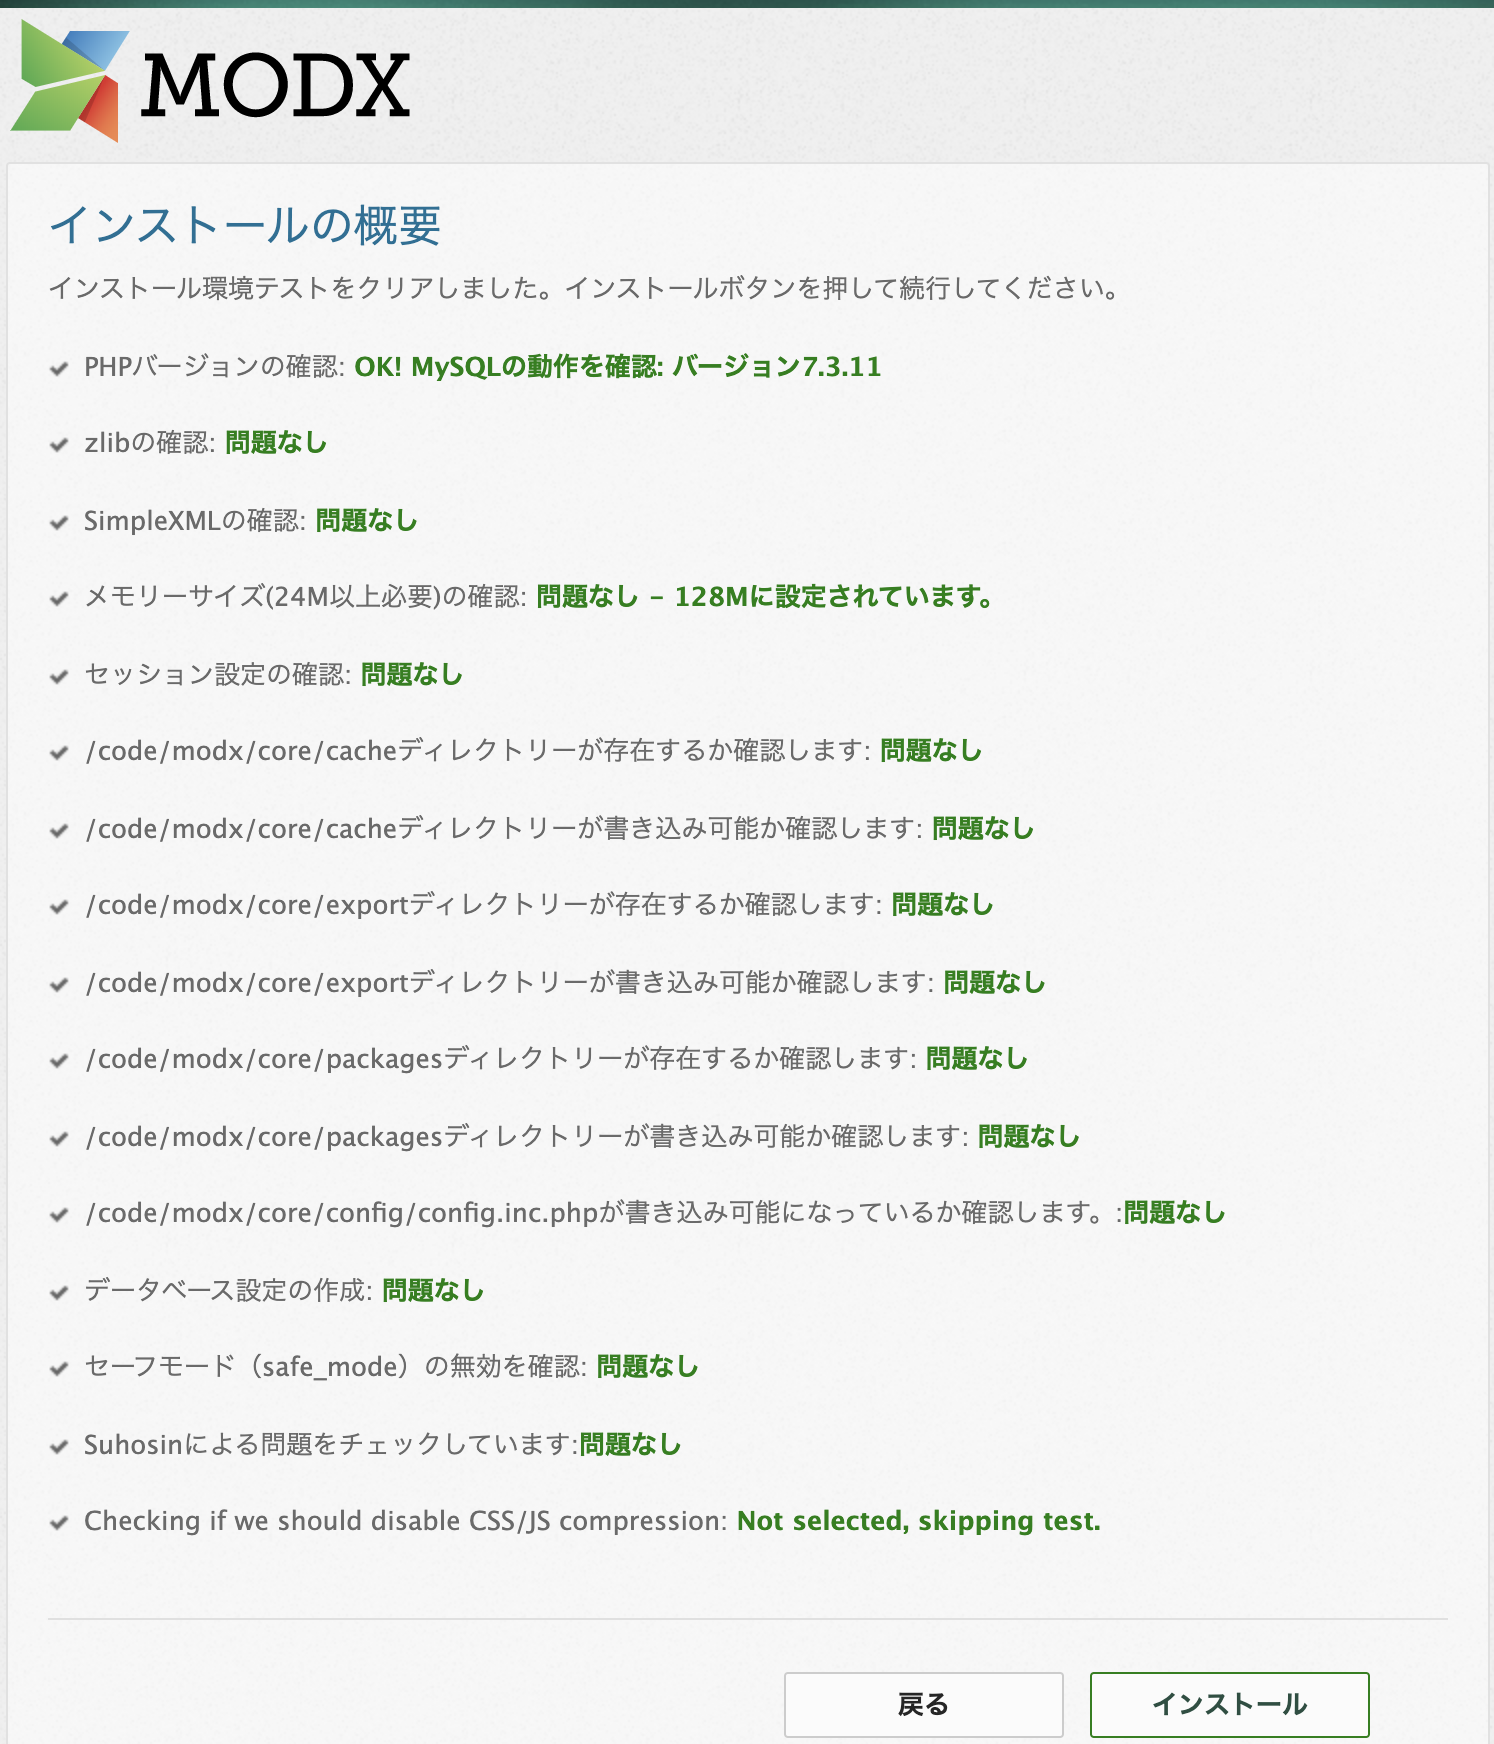 MODX
インストールの概要
インストール環境テストをクリアしました。インストールボタンを押して続行してください。
PHPバージョンの確認: OK! MySQLの動作を確認: バージョン7.3.11
zlibの確認: 問題なし
SimpleXMLの確認: 問題なし
メモリーサイズ(24M以上必要)の確認: 問題なし – 128Mに設定されています。
セッション設定の確認: 問題なし
/code/modx/core/cacheディレクトリーが存在するか確認します: 問題なし
/code/modx/core/cacheディレクトリーが書き込み可能か確認します: 問題なし
/code/modx/core/exportディレクトリーが存在するか確認します: 問題なし
/code/modx/core/exportディレクトリーが書き込み可能か確認します: 問題なし
/code/modx/core/packagesディレクトリーが存在するか確認します: 問題なし
/code/modx/core/packagesディレクトリーが書き込み可能か確認します: 問題なし
/code/modx/core/config/config.inc.phpが書き込み可能になっているか確認します。:問題なし
データベース設定の作成: 問題なし
セーフモード（safe_mode）の無効を確認: 問題なし
Suhosinによる問題をチェックしています:問題なし
Checking if we should disable CSS/JS compression: Not selected, skipping test.
戻る
インストール